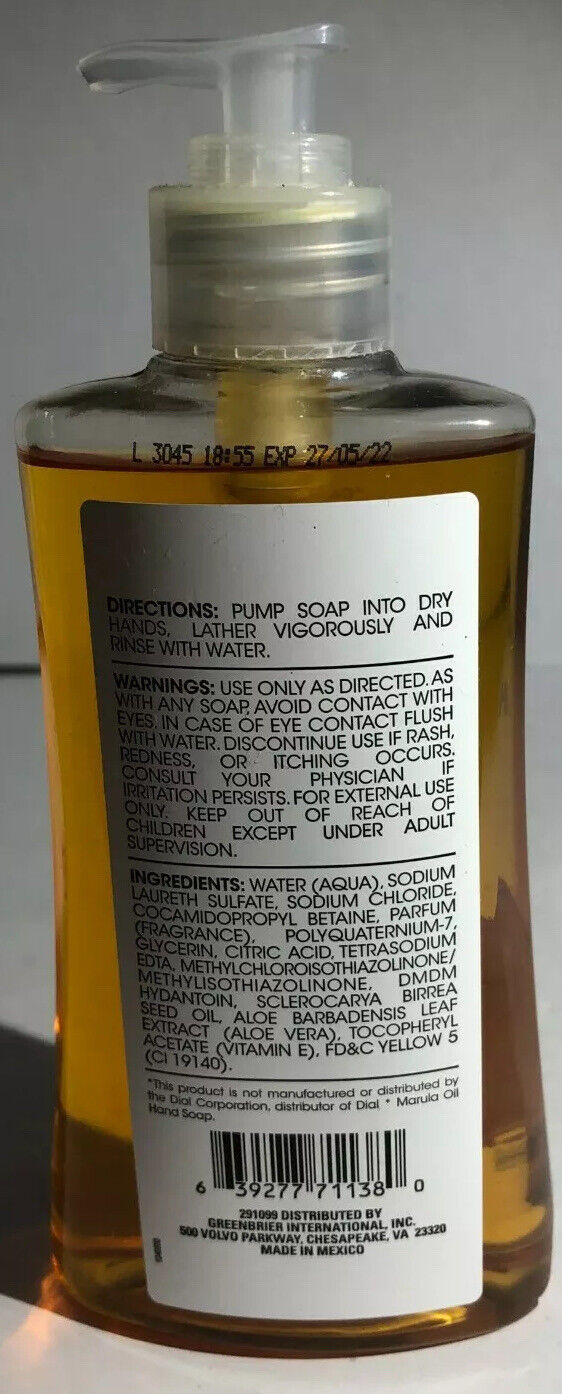 L 3045 18:55 EXP 27/05/22
DIRECTIONS: PUMP SOAP INTO DRY
HANDS, LATHER VIGOROUSLY AND
RINSE WITH WATER.
WARNINGS: USE ONLY AS DIRECTED. AS
WITH ANY SOAP, AVOID CONTACT WITH
EYES. IN CASE OF EYE CONTACT FLUSH
WITH WATER. DISCONTINUE USE IF RASH,
REDNESS, OR ITCHING OCCURS.
CONSULT YOUR PHYSICIAN IF
IRRITATION PERSISTS. FOR EXTERNAL USE
ONLY. KEEP OUT OF REACH OF
CHILDREN EXCEPT UNDER ADULT
SUPERVISION.
INGREDIENTS: WATER (AQUA), SODIUM
LAURETH SULFATE, SODIUM CHLORIDE,
COCAMIDOPROPYL BETAINE, PARFUM
(FRAGRANCE), POLYQUATERNIUM-7,
GLYCERIN, CITRIC ACID, TETRASODIUM
EDTA, METHYLCHLOROISOTHIAZOLINONE/
METHYLISOTHIAZOLINONE, DMDM
HYDANTOIN, SCLEROCARYA BIRREA
SEED OIL, ALOE BARBADENSIS LEAF
EXTRACT (ALOE VERA), TOCOPHERYL
ACETATE (VITAMIN E), FD&C YELLOW 5
(CI 19140).
*This product is not manufactured or distributed by
the Dial Corporation, distributor of Dial * Marula Oil
Hand Soap.
6 39277 71138 0
291099 DISTRIBUTED BY
GREENBRIER INTERNATIONAL, INC.
500 VOLVO PARKWAY, CHESAPEAKE, VA 23320
MADE IN MEXICO